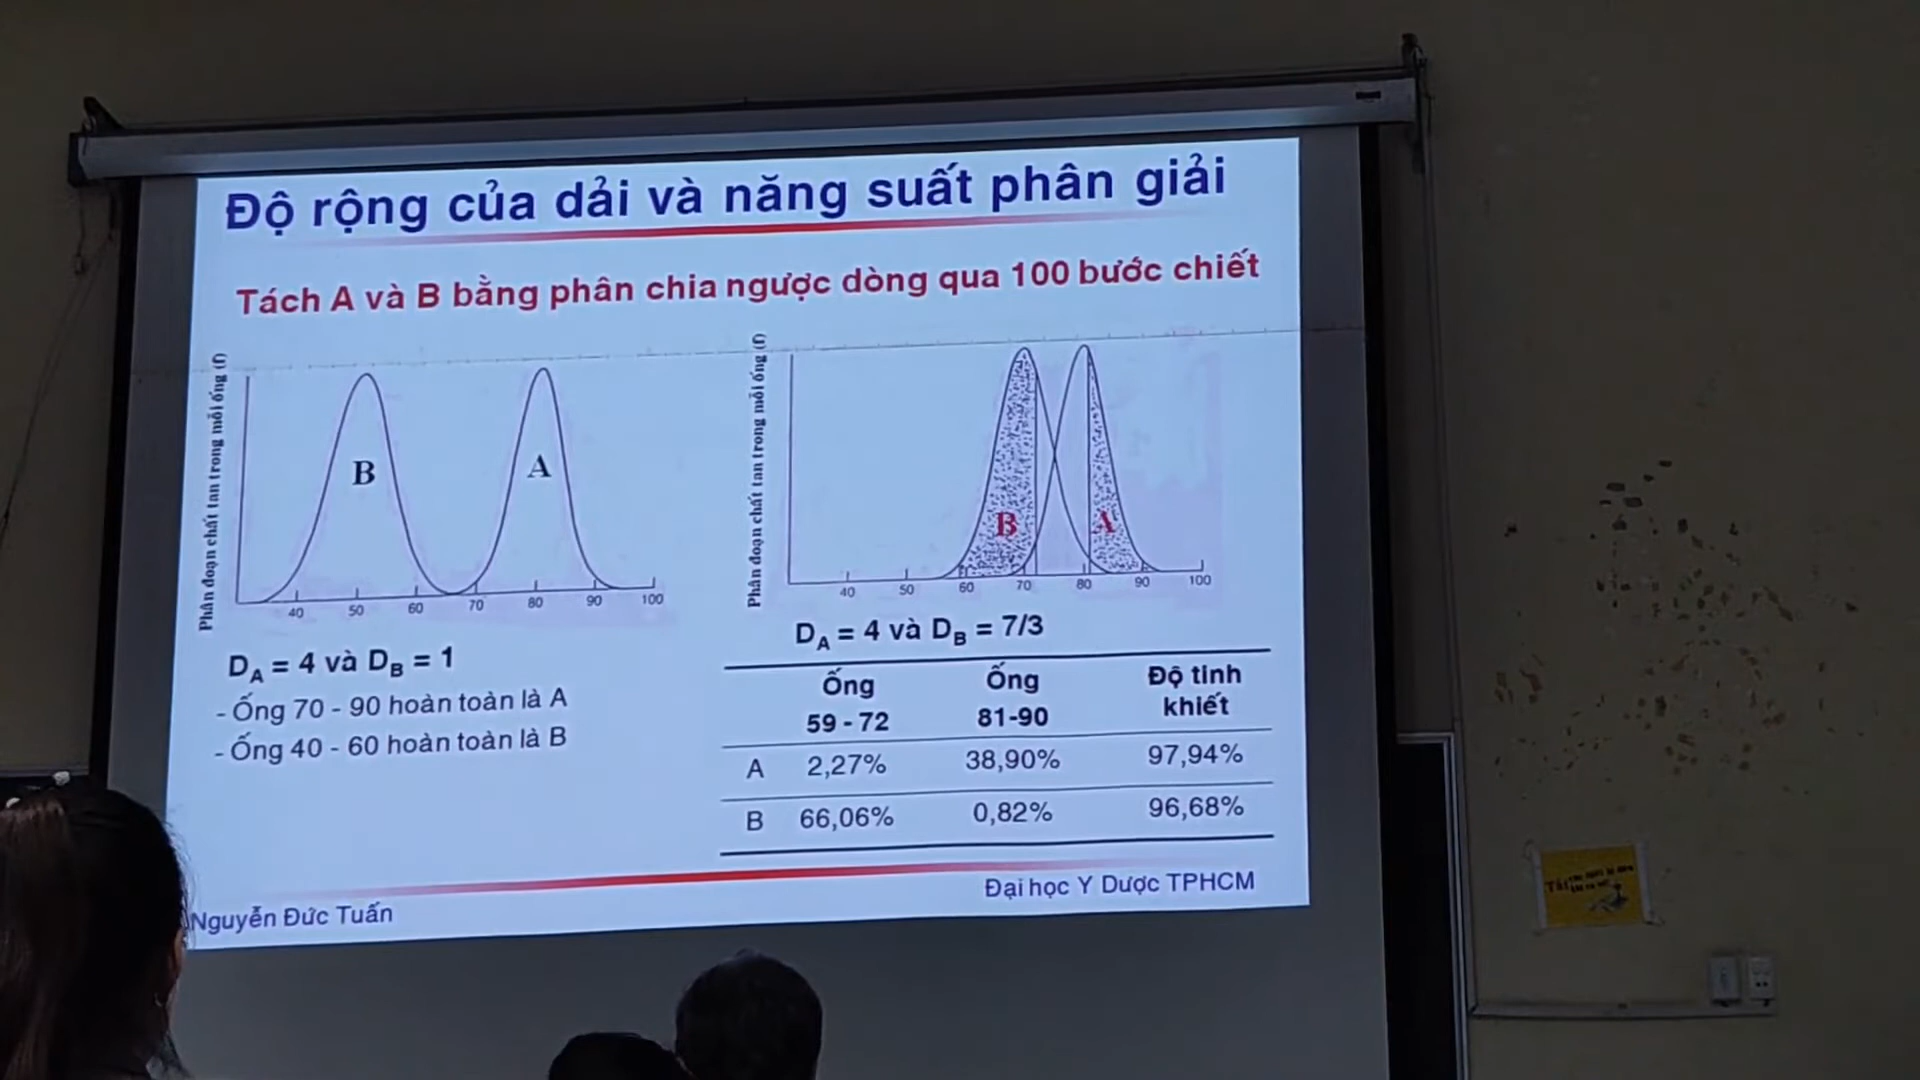 Độ rộng của dải và năng suất phân giải
Tách A và B bằng phân chia ngược dòng qua 100 bước chiết
Phân đoạn chất tan trong mỗi ống (f)
B
A
40 50 60 70 80 90 100
D_A = 4 và D_B = 1
- Ống 70 - 90 hoàn toàn là A
- Ống 40 - 60 hoàn toàn là B
Phân đoạn chất tan trong mỗi ống (f)
B
A
40 50 60 70 80 90 100
D_A = 4 và D_B = 7/3
Ống 59 - 72 Ống 81-90 Độ tinh khiết
A 2,27% 38,90% 97,94%
B 66,06% 0,82% 96,68%
Nguyễn Đức Tuấn
Đại học Y Dược TPHCM